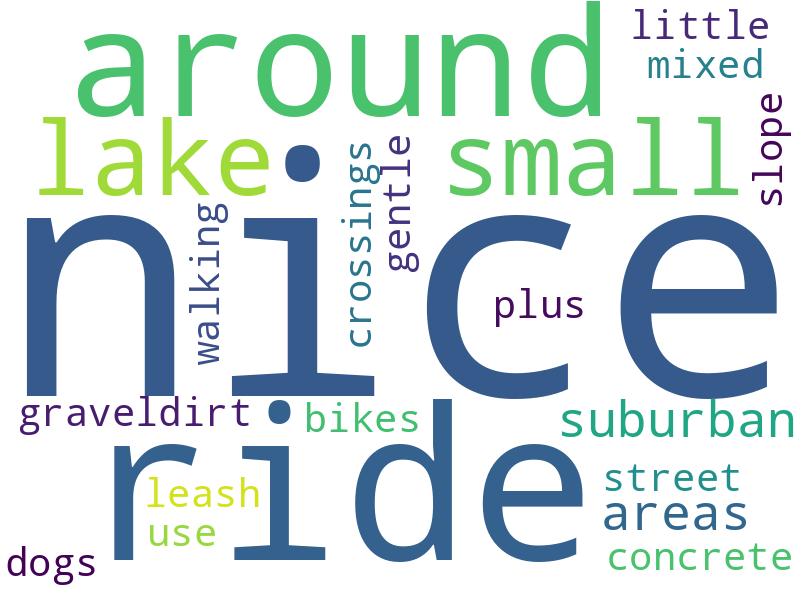 little
around
mixed
slope
lake
small
crossings
gentle
walking
nice
plus
graveldirt
bikes
suburban
ride
street
leash
areas
use
concrete
dogs